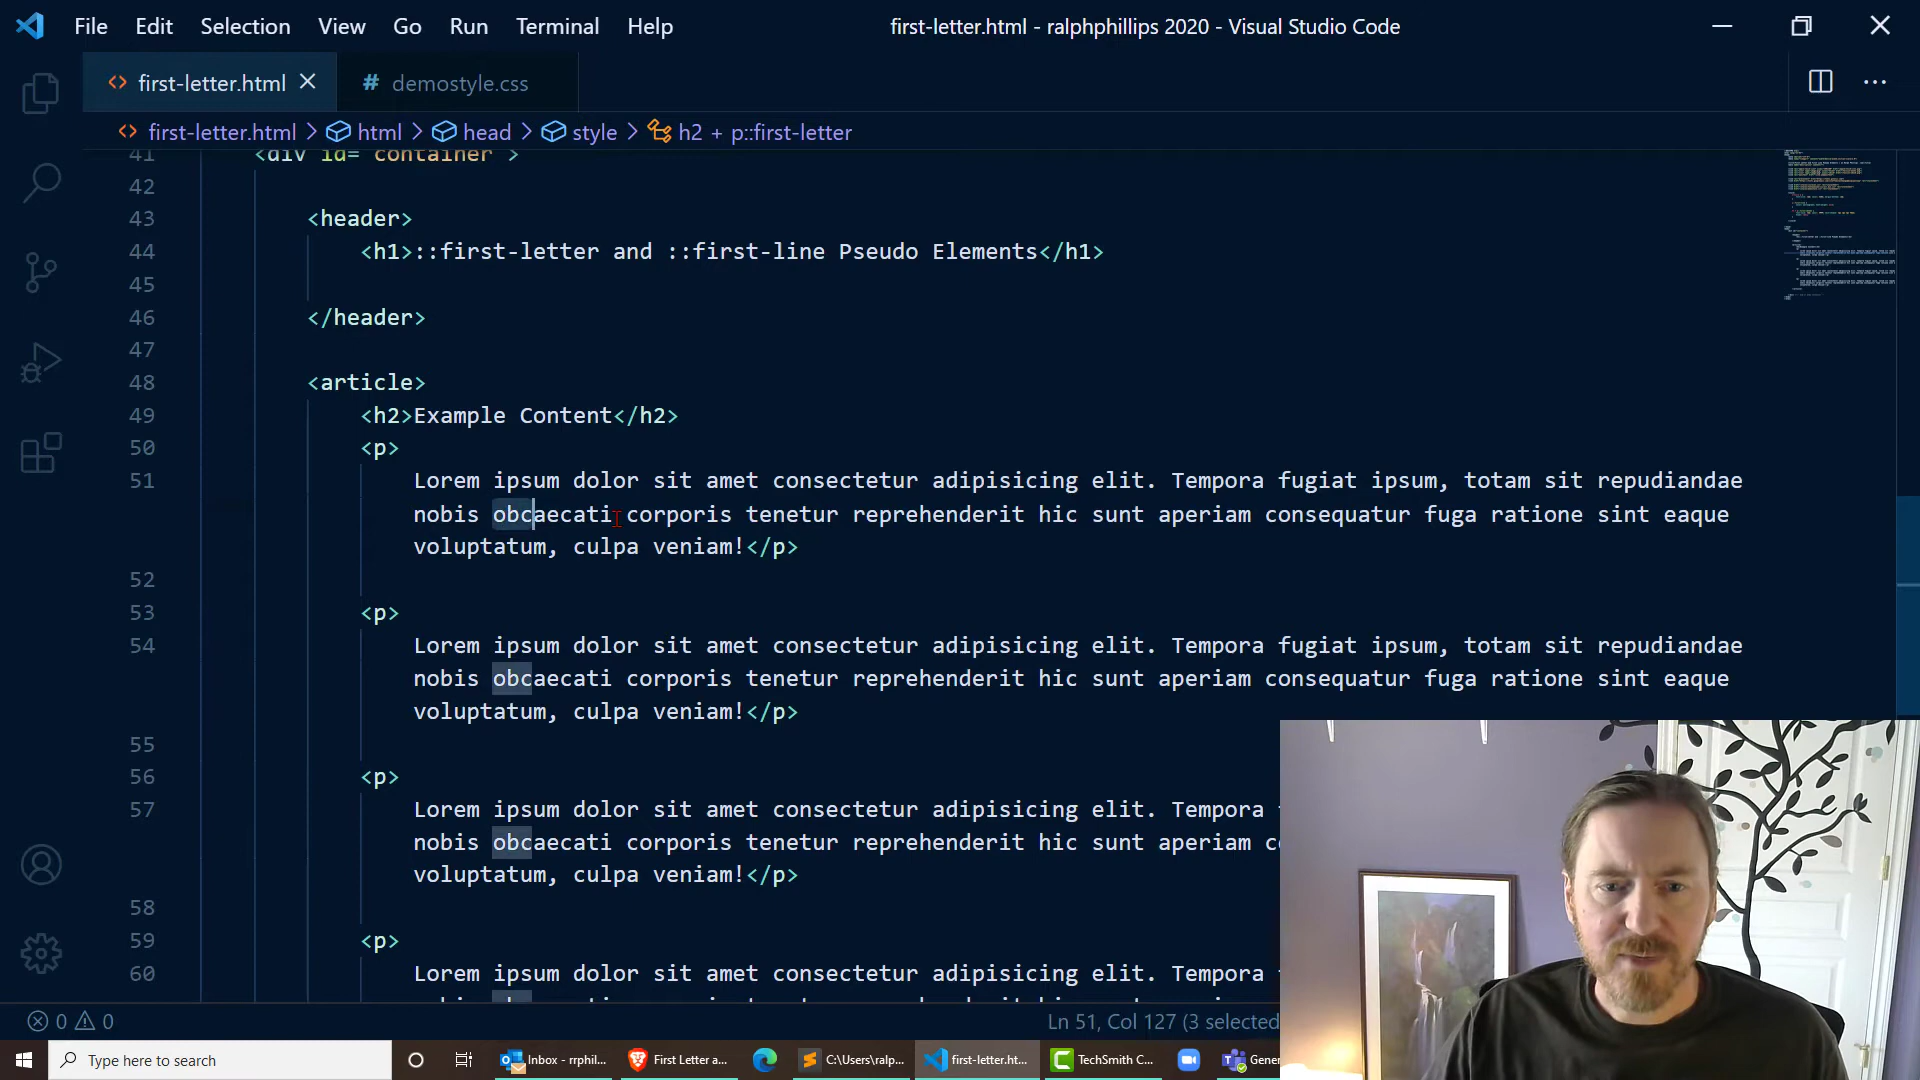 File Edit Selection View Go Run Terminal Help
first-letter.html - ralphphillips 2020 - Visual Studio Code
first-letter.html
# demostyle.css
first-letter.html > html > head > style > h2 + p::first-letter
41 <div id="container">
42
43 <header>
44 <h1>::first-letter and ::first-line Pseudo Elements</h1>
45
46 </header>
47
48 <article>
49 <h2>Example Content</h2>
50 <p>
51 Lorem ipsum dolor sit amet consectetur adipisicing elit. Tempora fugiat ipsum, totam sit repudiandae
nobis obcaecati corporis tenetur reprehenderit hic sunt aperiam consequatur fuga ratione sint eaque
voluptatum, culpa veniam!</p>
52
53 <p>
54 Lorem ipsum dolor sit amet consectetur adipisicing elit. Tempora fugiat ipsum, totam sit repudiandae
nobis obcaecati corporis tenetur reprehenderit hic sunt aperiam consequatur fuga ratione sint eaque
voluptatum, culpa veniam!</p>
55
56 <p>
57 Lorem ipsum dolor sit amet consectetur adipisicing elit. Tempora
nobis obcaecati corporis tenetur reprehenderit hic sunt aperiam
voluptatum, culpa veniam!</p>
58
59 <p>
60 Lorem ipsum dolor sit amet consectetur adipisicing elit. Tempora
0 0
Ln 51, Col 127 (3 selected
Type here to search
Inbox - rrphil...
First Letter a...
C:\Users\ralp...
first-letter.ht...
TechSmith C...
Gener